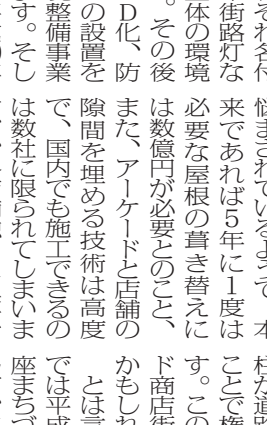 それ各付
街路灯な
体の環境
。その後
D化、防
の設置を
整備事業
す。そし
悩まされているようで、本
来であれば5年に1度は
必要な屋根の葺き替えに
は数億円が必要とのこと、
また、アーケードと店舗の
隙間を埋める技術は高度
で、国内でも施工できるの
は数社に限られてしまいま
柱が道路
ことで権
す。この
ド商店街
かもしれ
とは言
では平成
座まちづ